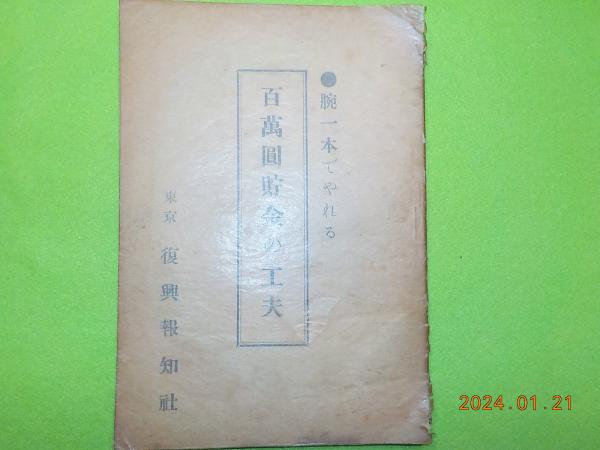 ●腕一本でやれる
百萬圓貯金の工夫
東京 復興報知社
2024.01.21